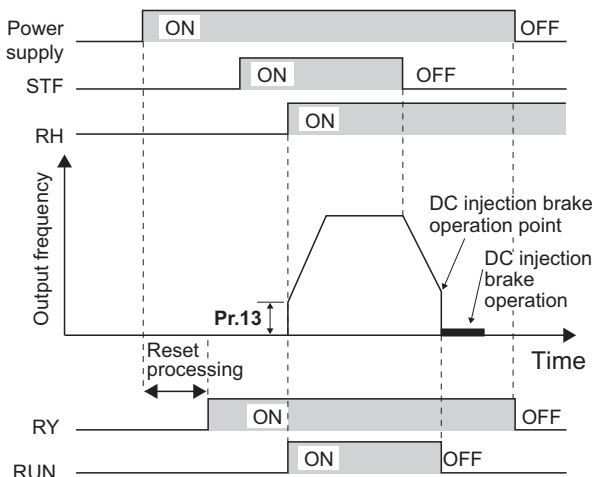 Power
supply
ON
OFF
STF
ON
OFF
RH
ON
Output frequency
DC injection brake
operation point
DC injection
brake
operation
Pr.13
Time
Reset
processing
RY
ON
OFF
RUN
ON
OFF